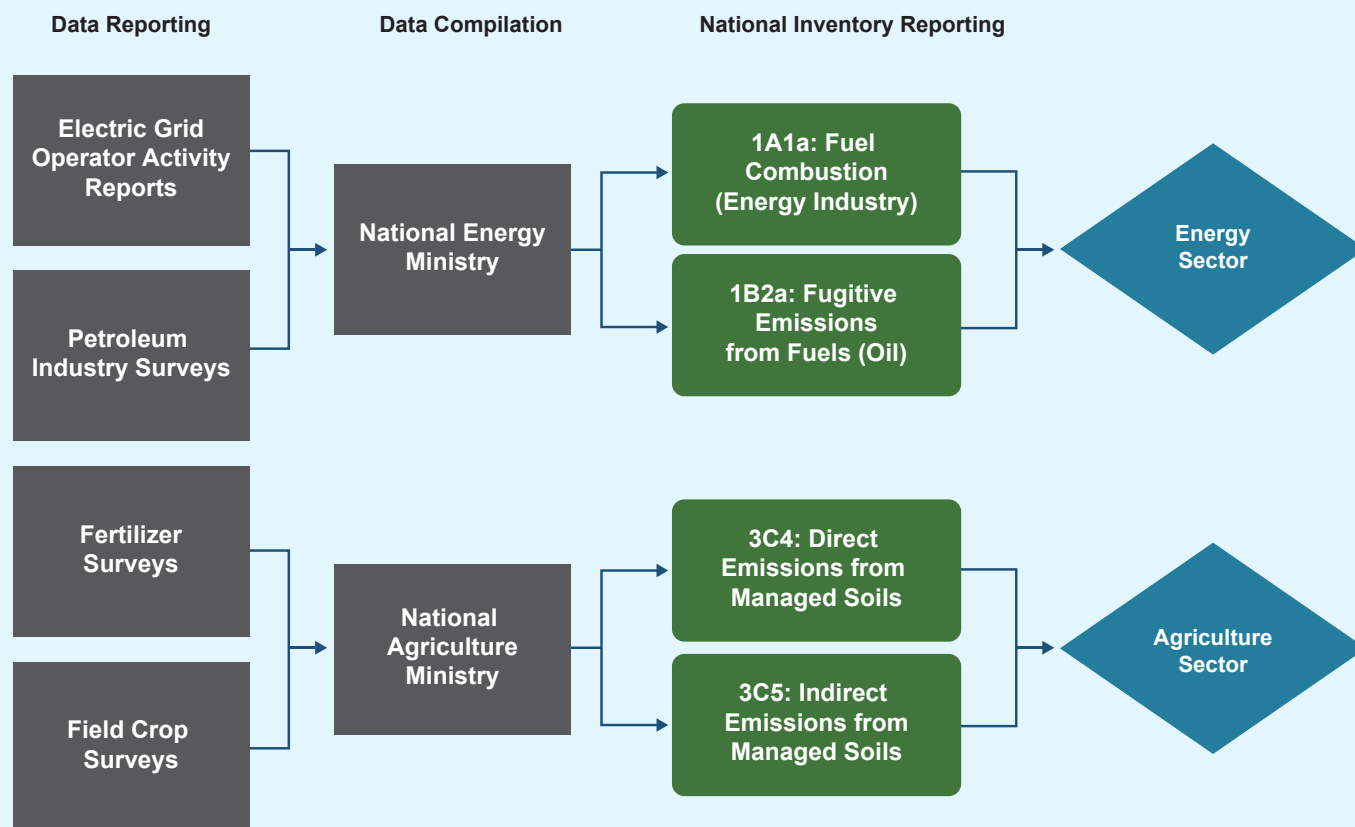 Data Reporting
Data Compilation
National Inventory Reporting
Electric Grid
Operator Activity
Reports
Petroleum
Industry Surveys
National Energy
Ministry
1A1a: Fuel
Combustion
(Energy Industry)
1B2a: Fugitive
Emissions
from Fuels (Oil)
Energy
Sector
Fertilizer
Surveys
Field Crop
Surveys
National
Agriculture
Ministry
3C4: Direct
Emissions from
Managed Soils
3C5: Indirect
Emissions from
Managed Soils
Agriculture
Sector